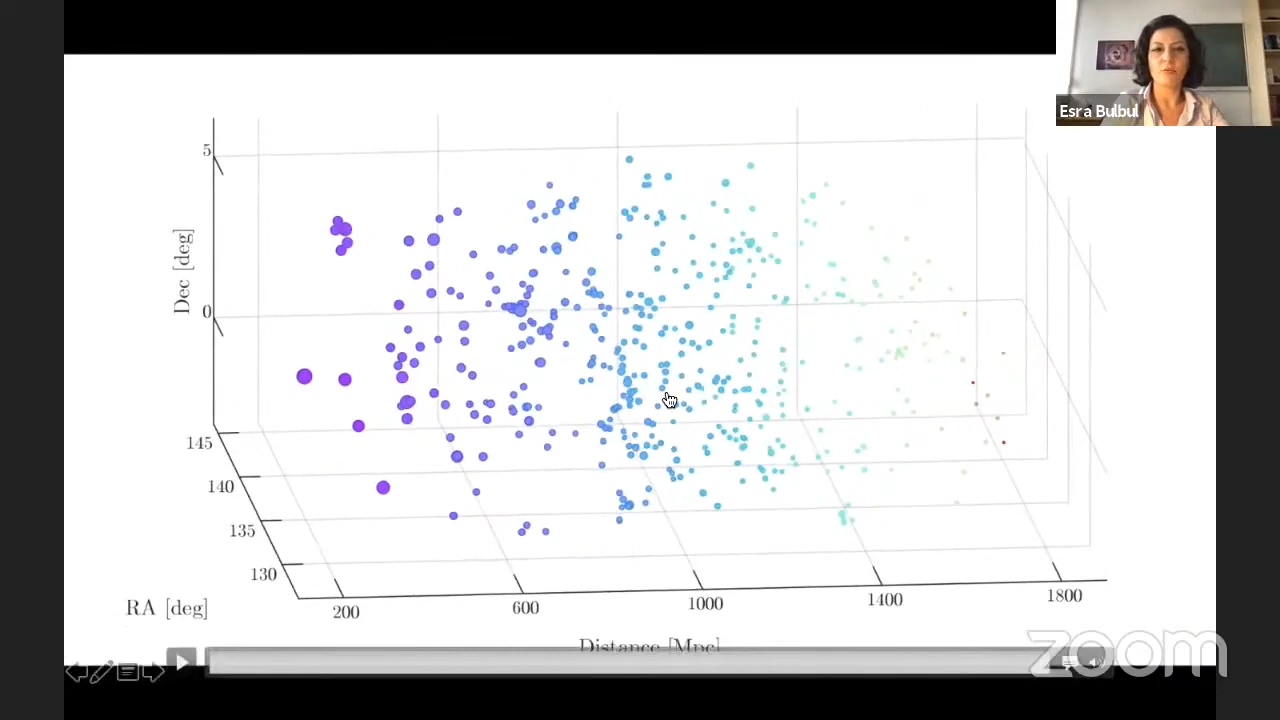 Esra Bulbul
5
Dec [deg]
0
145
140
135
130
RA [deg]
200
600
1000
1400
1800
Distance [Mpc]
zoom